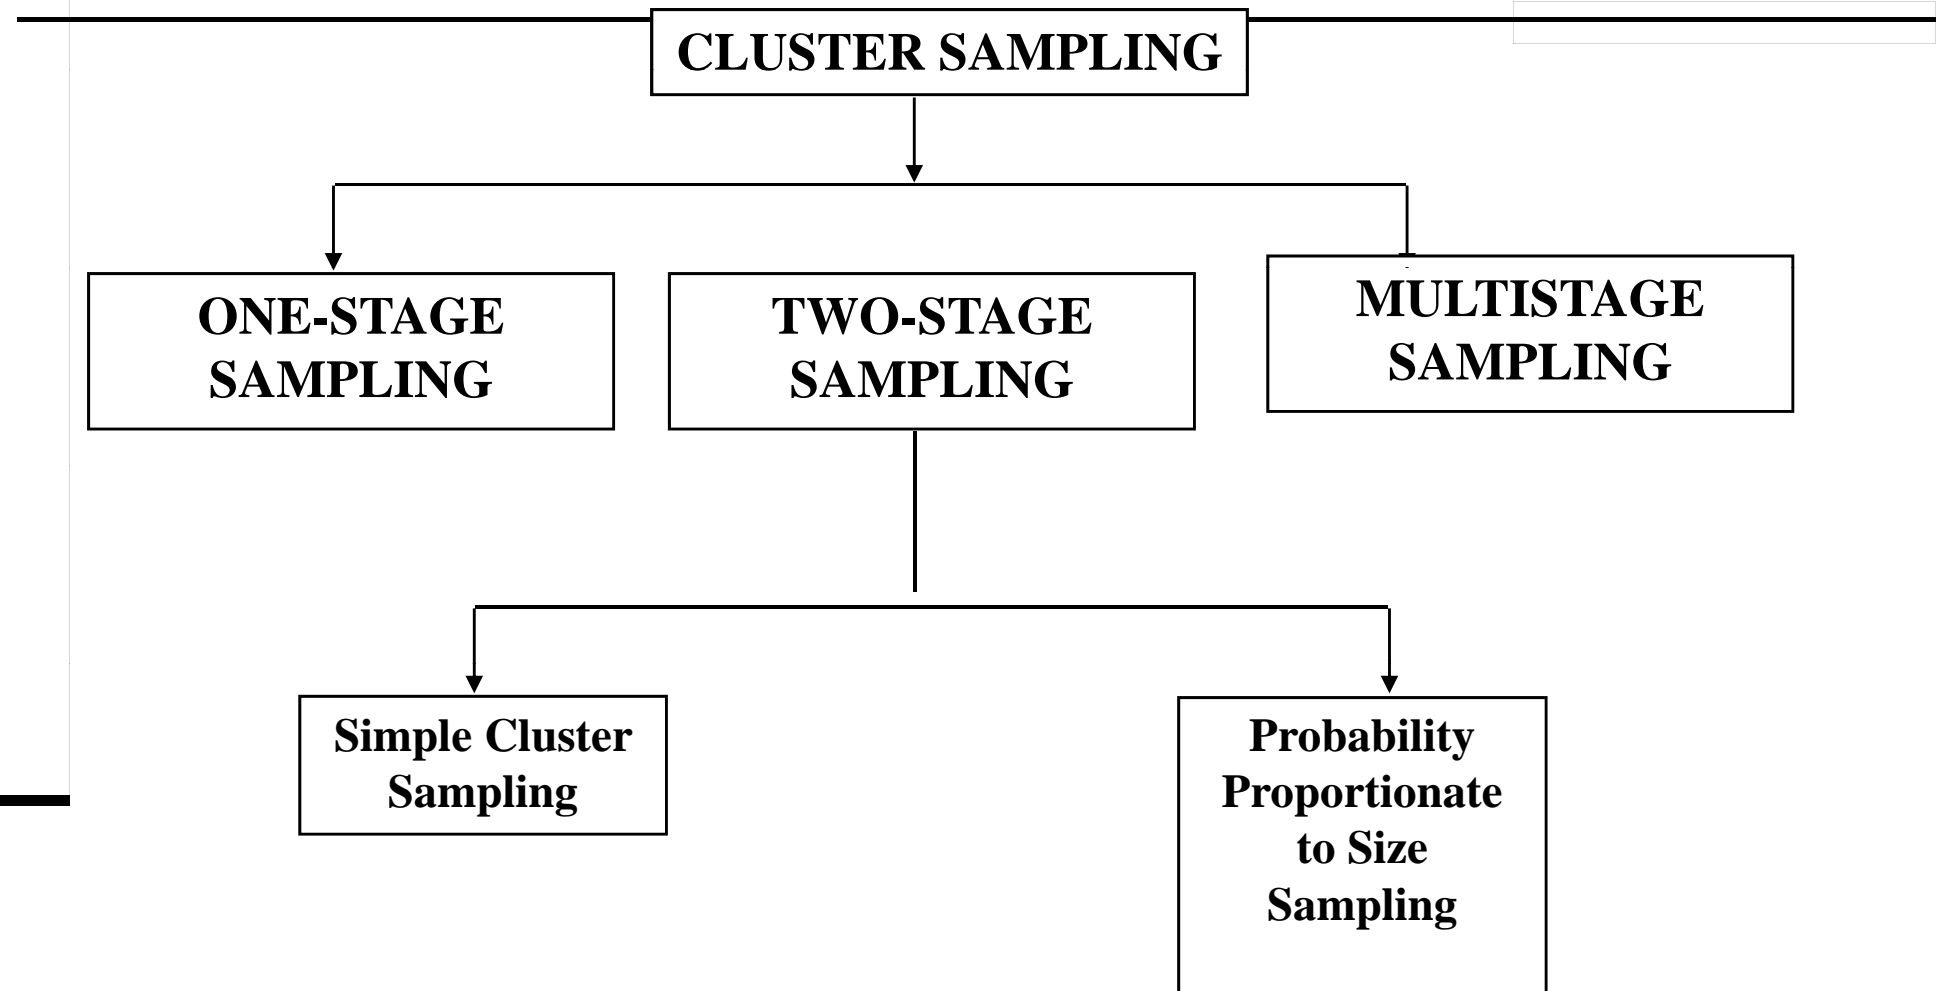 CLUSTER SAMPLING
ONE-STAGE
SAMPLING
TWO-STAGE
SAMPLING
MULTISTAGE
SAMPLING
Simple Cluster
Sampling
Probability
Proportionate
to Size
Sampling